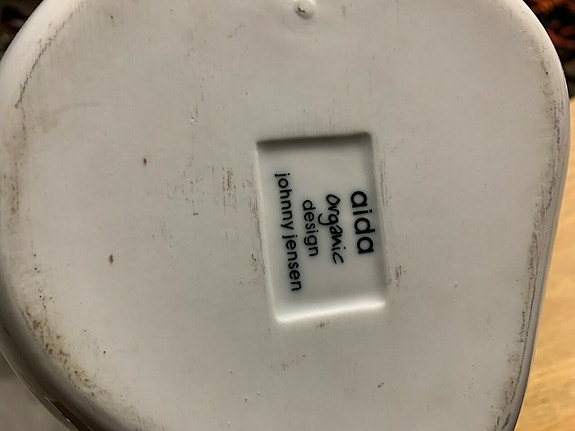 aida
organic
design
johnny jensen